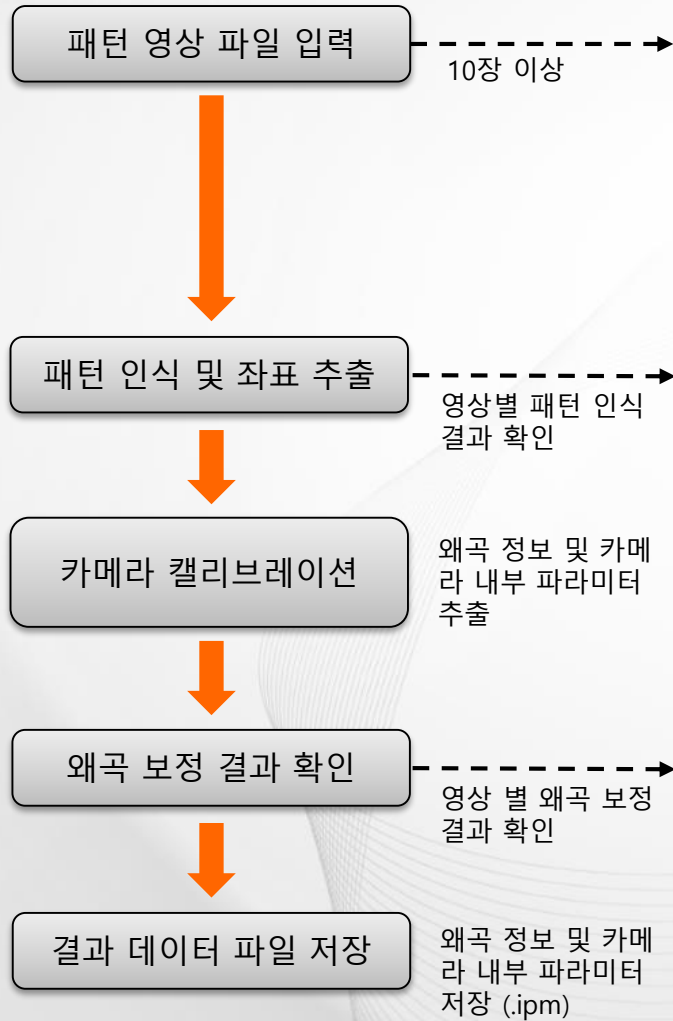 패턴 영상 파일 입력
10장 이상
패턴 인식 및 좌표 추출
영상별 패턴 인식
결과 확인
카메라 캘리브레이션
왜곡 정보 및 카메
라 내부 파라미터
추출
왜곡 보정 결과 확인
영상 별 왜곡 보정
결과 확인
결과 데이터 파일 저장
왜곡 정보 및 카메
라 내부 파라미터
저장 (.ipm)